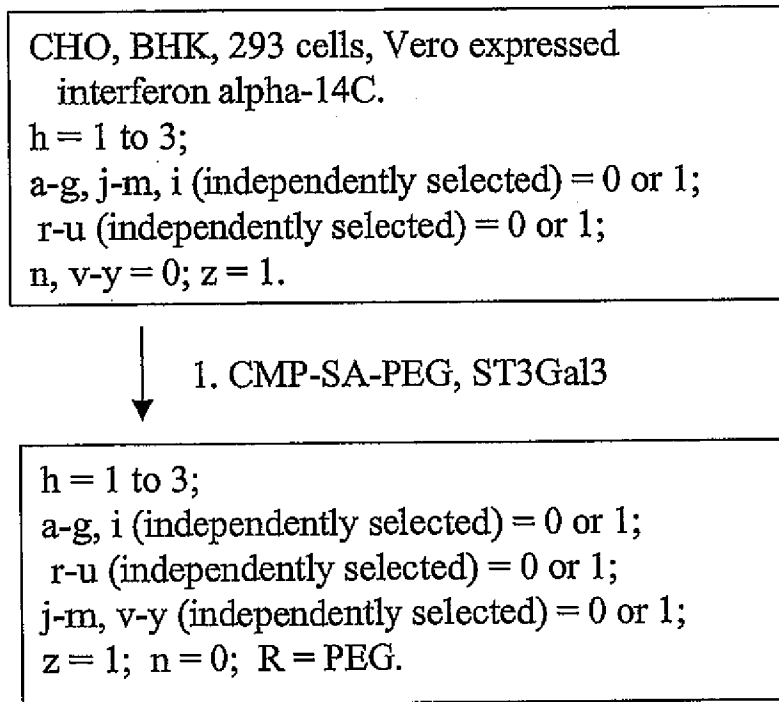 CHO, BHK, 293 cells, Vero expressed
interferon alpha-14C.
h = 1 to 3;
a-g, j-m, i (independently selected) = 0 or 1;
r-u (independently selected) = 0 or 1;
n, v-y = 0; z = 1.
1. CMP-SA-PEG, ST3Gal3
h = 1 to 3;
a-g, i (independently selected) = 0 or 1;
r-u (independently selected) = 0 or 1;
j-m, v-y (independently selected) = 0 or 1;
z = 1; n = 0; R = PEG.